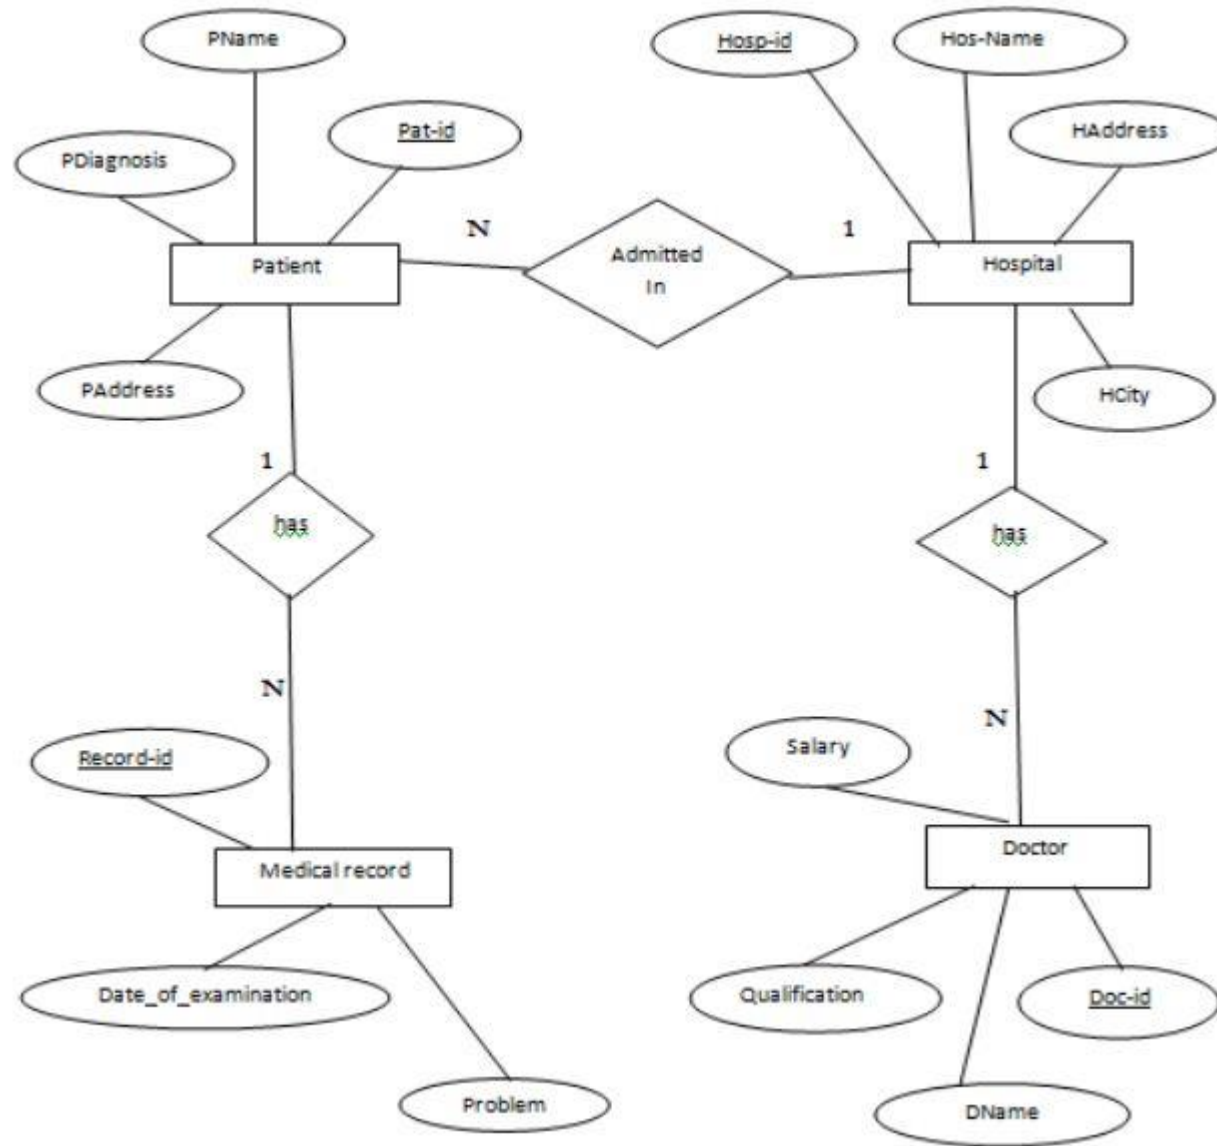 PName
Hosp-id
Hos-Name
Pat-id
HAddress
PDiagnosis
N
Admitted
In
1
Patient
Hospital
PAddress
HCity
1
1
has
has
N
N
Salary
Record-id
Doctor
Medical record
Date_of_examination
Qualification
Doc-id
Problem
DName